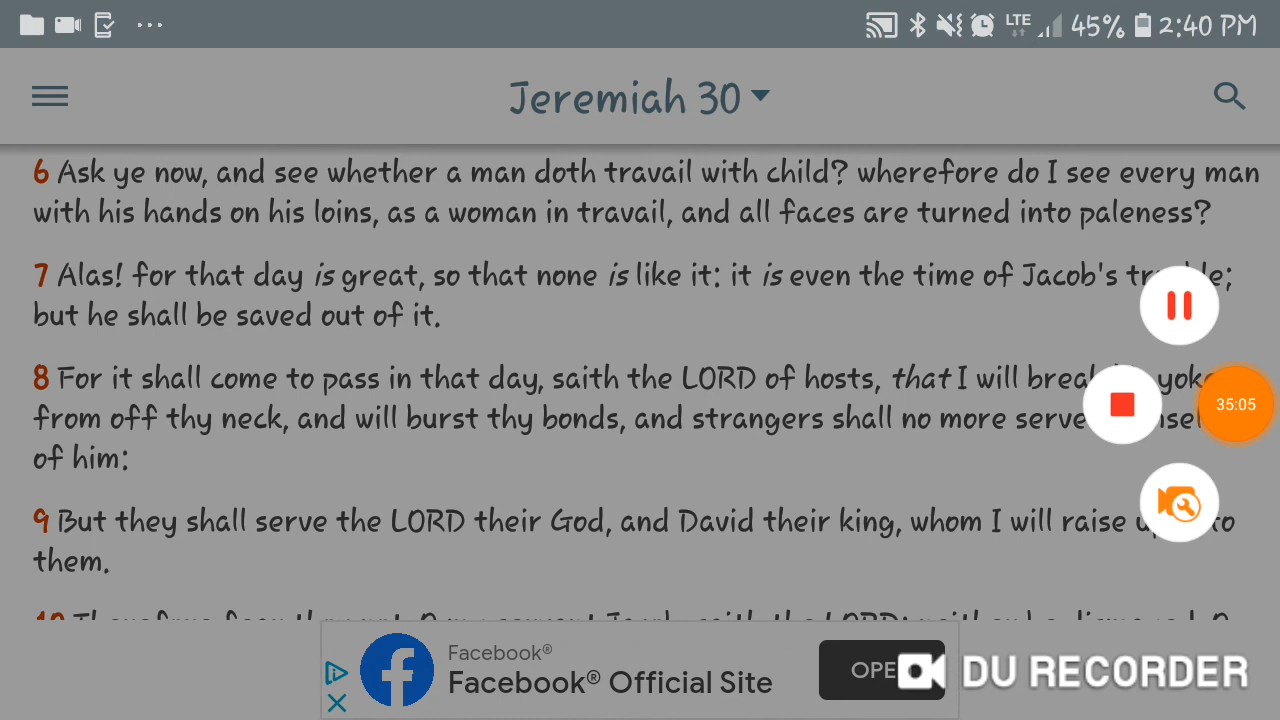 LTE 45% 2:40 PM
Jeremiah 30
6 Ask ye now, and see whether a man doth travail with child? wherefore do I see every man
with his hands on his loins, as a woman in travail, and all faces are turned into paleness?
7 Alas! for that day is great, so that none is like it: it is even the time of Jacob's
but he shall be saved out of it.
8 For it shall come to pass in that day, saith the LORD of hosts, that I will
from off thy neck, and will burst thy bonds, and strangers shall no more serve
of him:
35:05
9 But they shall serve the LORD their God, and David their king, whom I will raise
them.
Facebook®
Facebook® Official Site
DU RECORDER